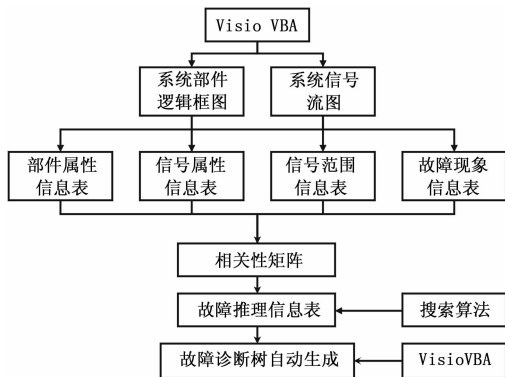 Visio VBA
系统部件
逻辑框图
系统信号
流图
部件属性
信息表
信号属性
信息表
信号范围
信息表
故障现象
信息表
相关性矩阵
故障推理信息表
搜索算法
故障诊断树自动生成
VisioVBA